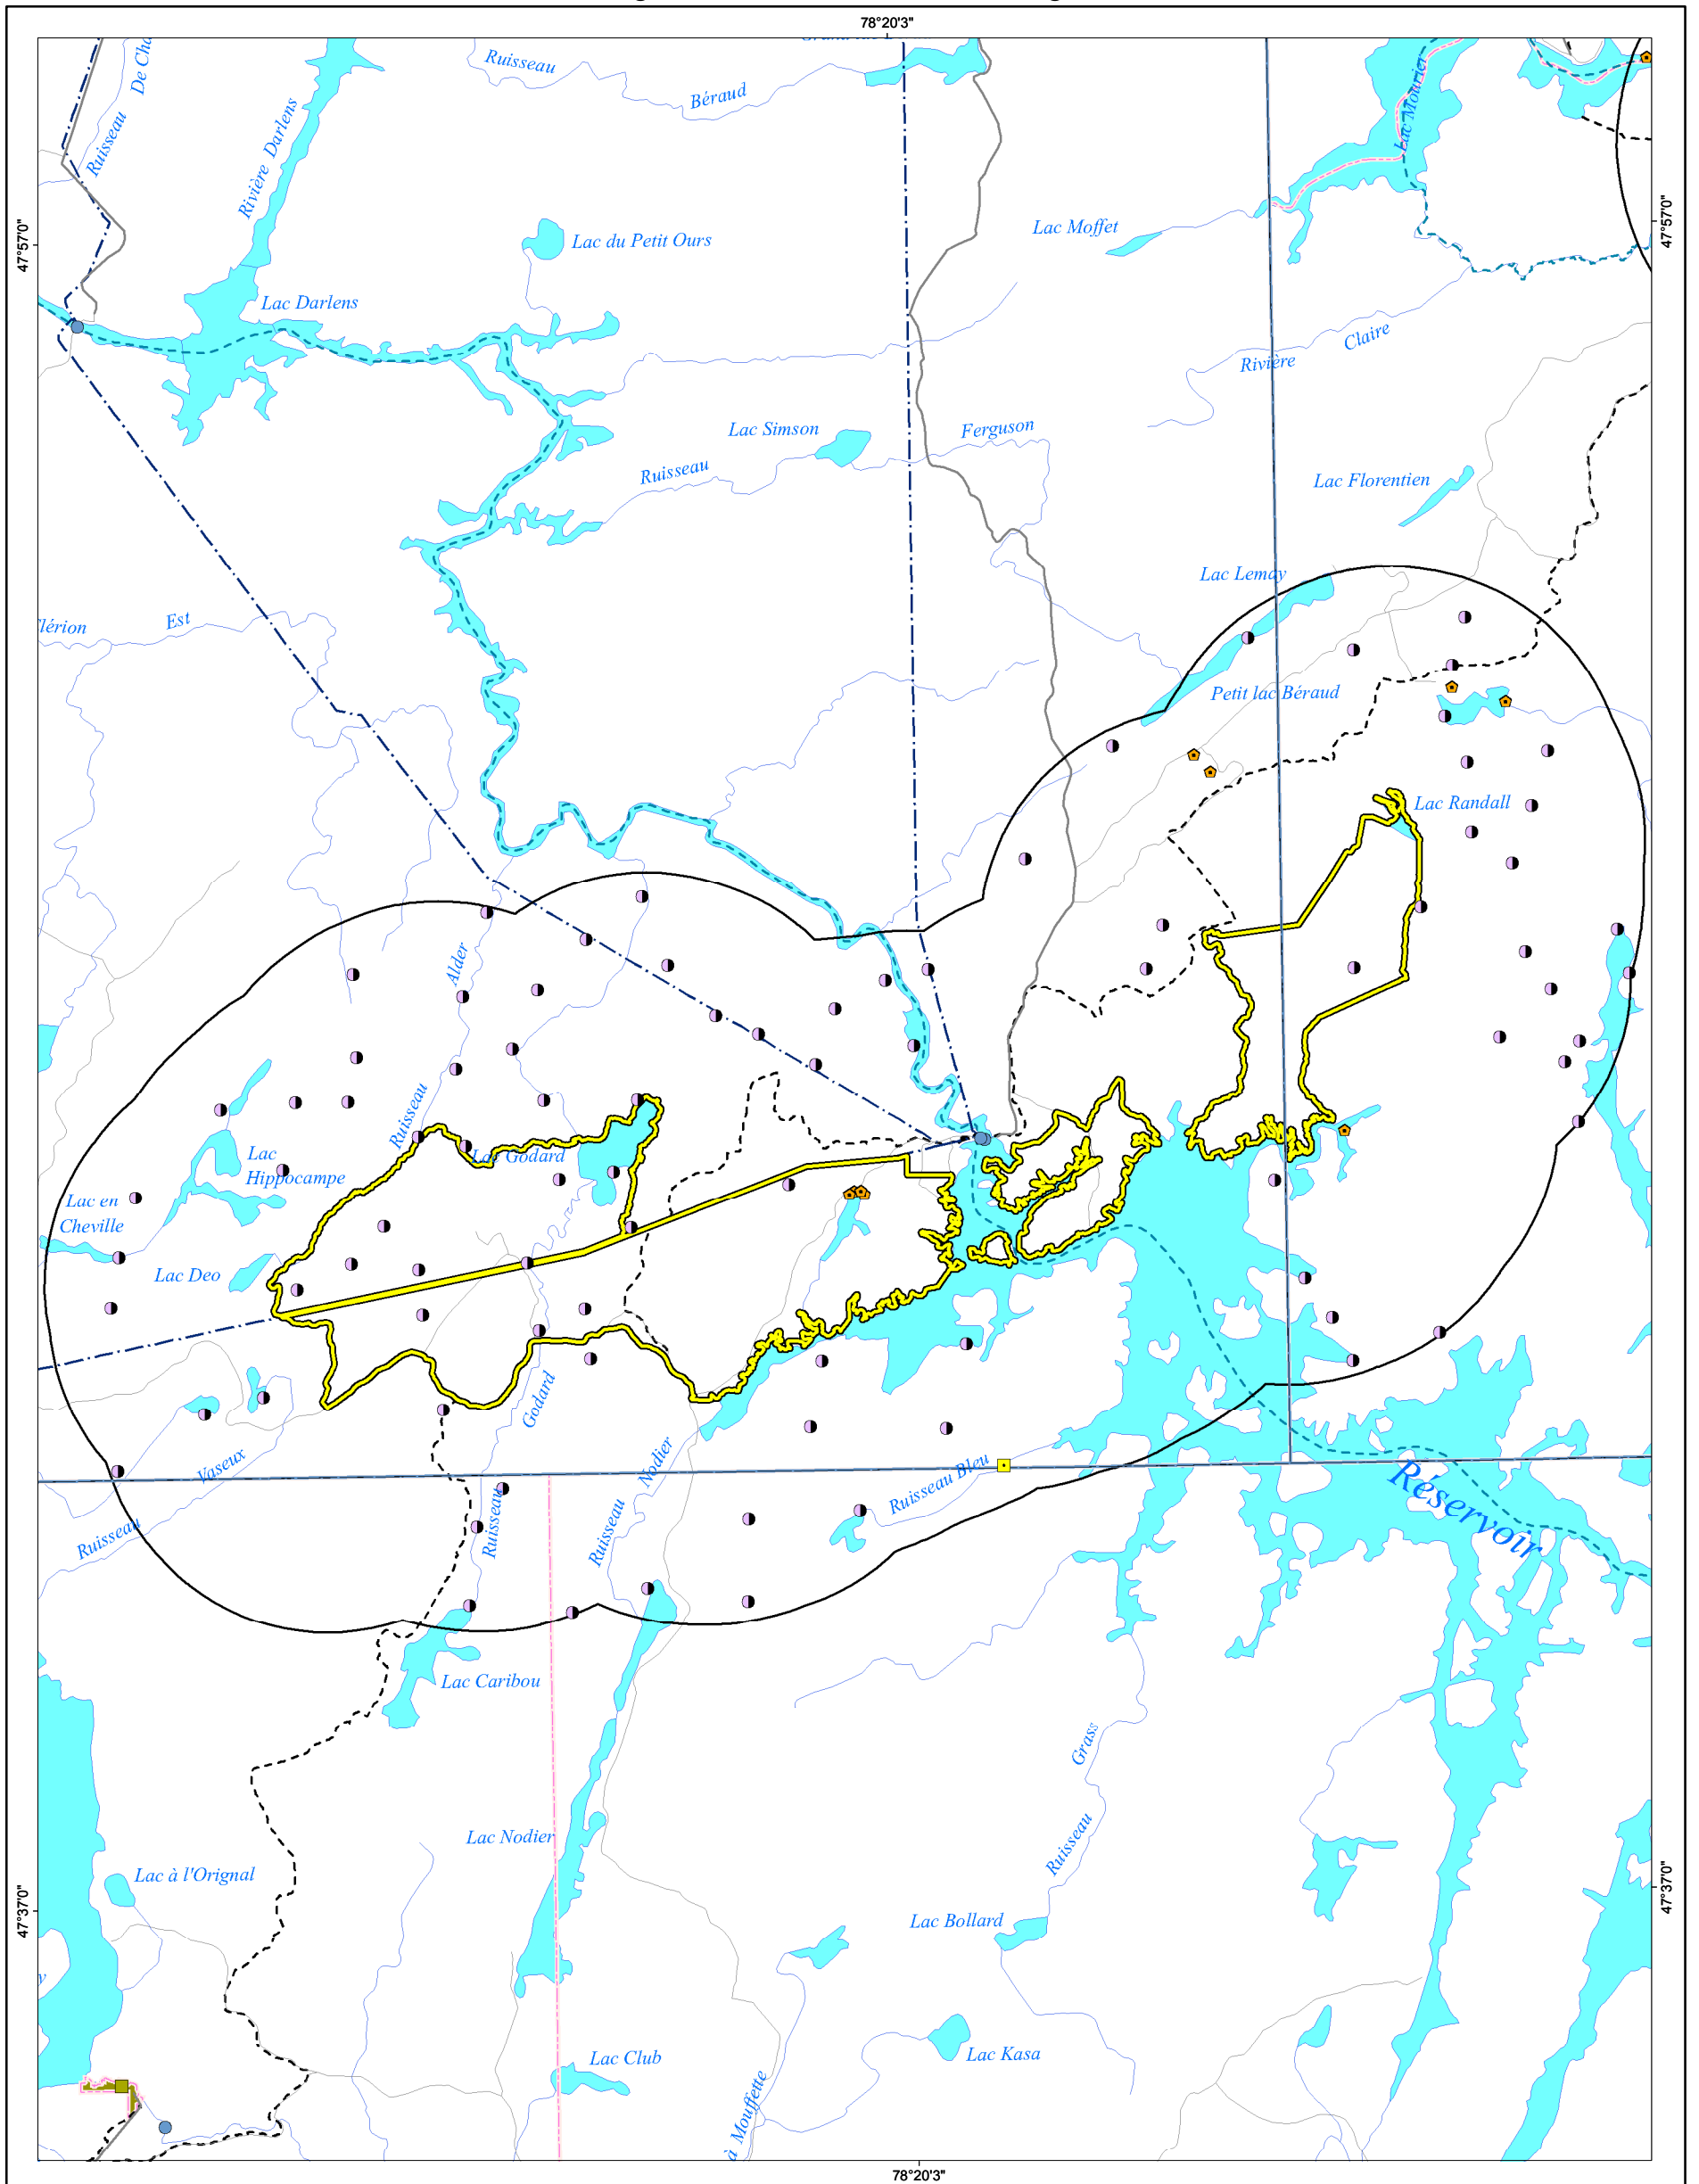 78°20'3"
Ruisseau
Béraud
Ruisseau
Rivière Darlens
Lac Mourier
47°57'0"
47°57'0"
Lac du Petit Ours
Lac Moffet
Lac Darlens
Rivière
Claire
Lac Simson
Ferguson
Ruisseau
Lac Florentien
Lac Lemay
Est
Petit lac Béraud
Lac Randall
Alder
Ruisseau
Lac Godard
Lac
Hippocampe
Lac en
Cheville
Lac Deo
Godard
Nodier
Vaseux
Ruisseau
Ruisseau
Ruisseau
Ruisseau Bleu
Réservoir
Lac Caribou
Grass
Ruisseau
Lac Nodier
Lac à l'Orignal
47°37'0"
47°37'0"
Lac Bollard
Lac Club
Lac Kasa
à Mouffette
78°20'3"